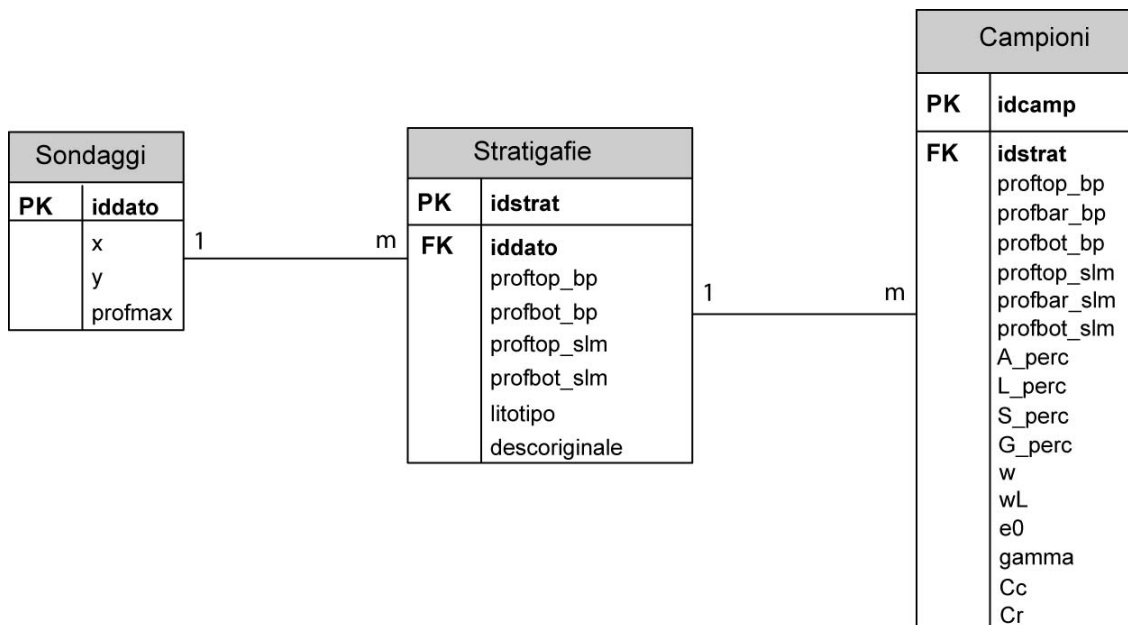 Sondaggi
PK iddato
x
y
profmax
1 m
Stratigafie
PK idstrat
FK iddato
proftop_bp
profbot_bp
proftop_slm
profbot_slm
litotipo
descoriginale
1 m
Campioni
PK idcamp
FK idstrat
proftop_bp
profbar_bp
profbot_bp
proftop_slm
profbar_slm
profbot_slm
A_perc
L_perc
S_perc
G_perc
w
wL
e0
gamma
Cc
Cr